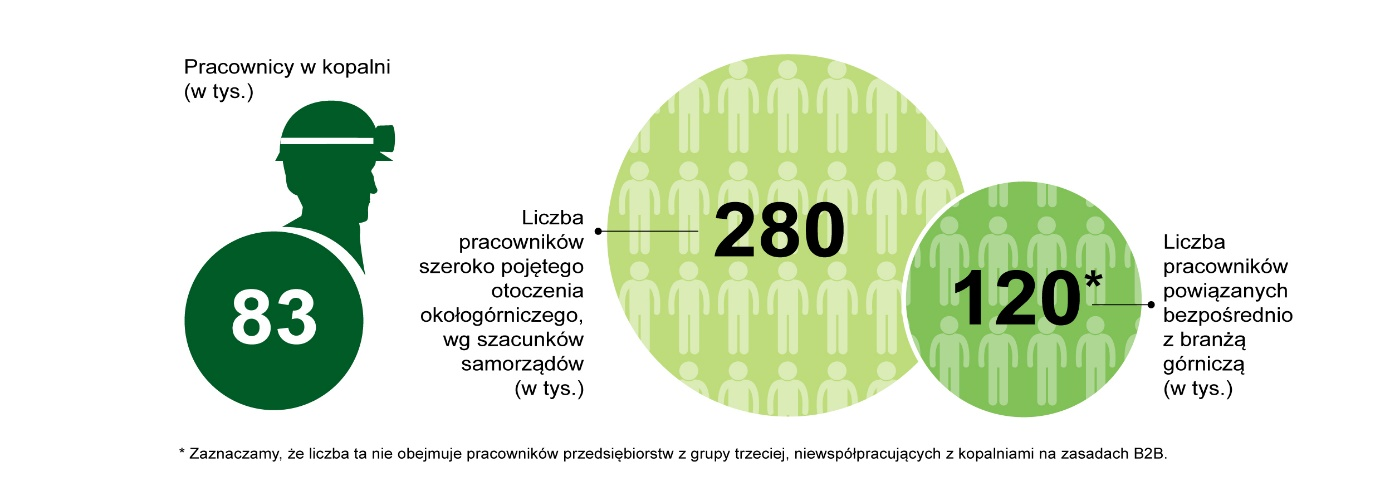 Pracownicy w kopalni
(w tys.)
83
Liczba
pracowników
szeroko pojętego
otoczenia
okołogórniczego,
wg szacunków
samorządów
(w tys.)
280
120*
Liczba
pracowników
powiązanych
bezpośrednio
z branżą
górniczą
(w tys.)
* Zaznaczamy, że liczba ta nie obejmuje pracowników przedsiębiorstw z grupy trzeciej, niewspółpracujących z kopalniami na zasadach B2B.